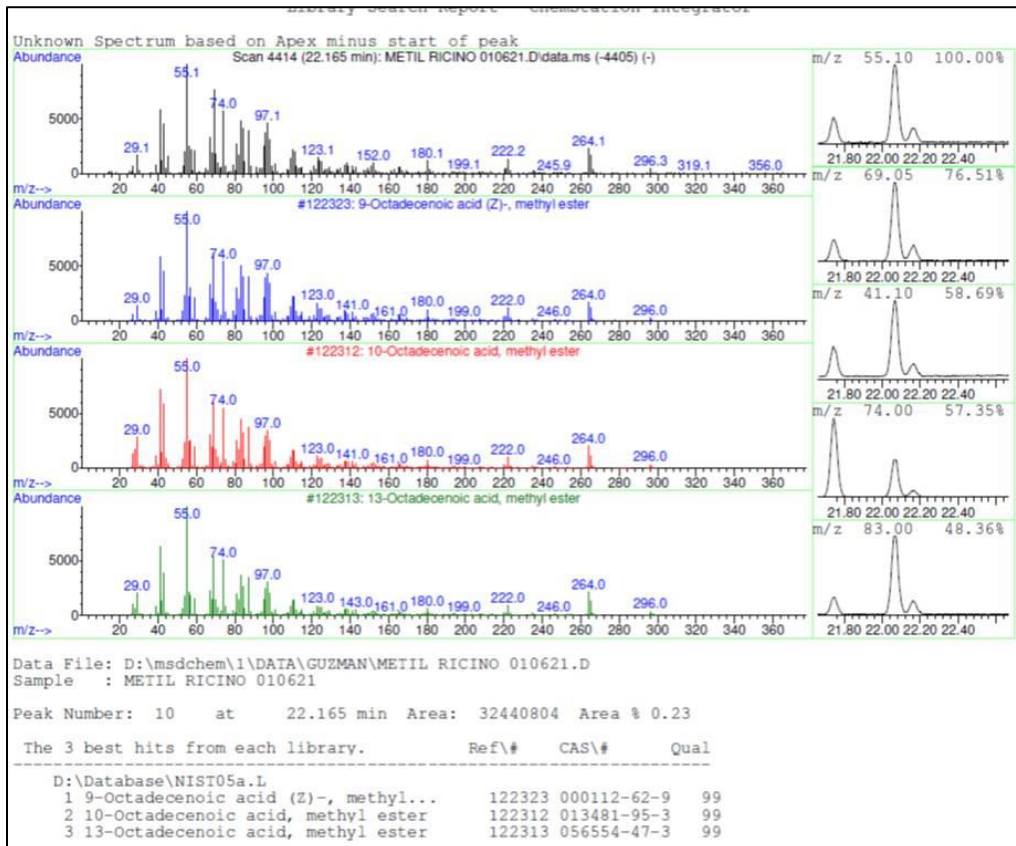 Library Search Report - ChemStation Integrator
Unknown Spectrum based on Apex minus start of peak
Abundance
Scan 4414 (22.165 min): METIL RICINO 010621.D\data.ms (-4405) (-)
55.1
5000
29.1
74.0
97.1
123.1
152.0
180.1
199.1
222.2
245.9
264.1
296.3
319.1
356.0
0
m/z-->
20 40 60 80 100 120 140 160 180 200 220 240 260 280 300 320 340 360
Abundance
#122323: 9-Octadecenoic acid (Z)-, methyl ester
55.0
5000
29.0
74.0
97.0
123.0
141.0
161.0
180.0
199.0
222.0
246.0
264.0
296.0
0
m/z-->
20 40 60 80 100 120 140 160 180 200 220 240 260 280 300 320 340 360
Abundance
#122312: 10-Octadecenoic acid, methyl ester
55.0
5000
29.0
74.0
97.0
123.0
141.0
161.0
180.0
199.0
222.0
246.0
264.0
296.0
0
m/z-->
20 40 60 80 100 120 140 160 180 200 220 240 260 280 300 320 340 360
Abundance
#122313: 13-Octadecenoic acid, methyl ester
55.0
5000
29.0
74.0
97.0
123.0
143.0
161.0
180.0
199.0
222.0
246.0
264.0
296.0
0
m/z-->
20 40 60 80 100 120 140 160 180 200 220 240 260 280 300 320 340 360
m/z 55.10 100.00%
21.80 22.00 22.20 22.40
m/z 69.05 76.51%
21.80 22.00 22.20 22.40
m/z 41.10 58.69%
21.80 22.00 22.20 22.40
m/z 74.00 57.35%
21.80 22.00 22.20 22.40
m/z 83.00 48.36%
21.80 22.00 22.20 22.40
Data File: D:\msdchem\1\DATA\GUZMAN\METIL RICINO 010621.D
Sample : METIL RICINO 010621
Peak Number: 10 at 22.165 min Area: 32440804 Area % 0.23
The 3 best hits from each library. Ref\# CAS\# Qual
D:\Database\NIST05a.L
1 9-Octadecenoic acid (Z)-, methyl... 122323 000112-62-9 99
2 10-Octadecenoic acid, methyl ester 122312 013481-95-3 99
3 13-Octadecenoic acid, methyl ester 122313 056554-47-3 99